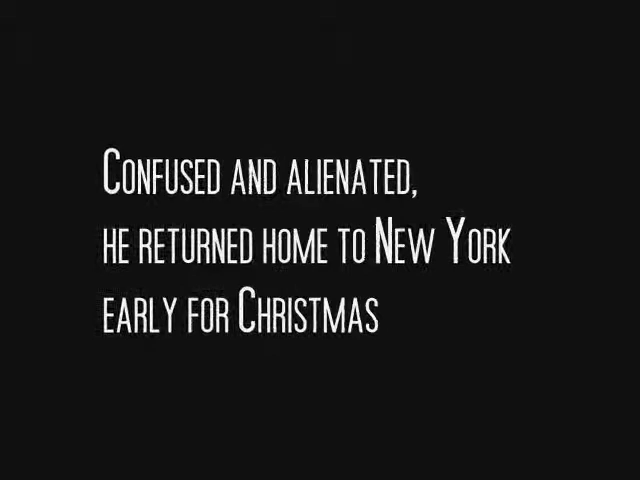 Confused and alienated,
he returned home to New York
early for Christmas